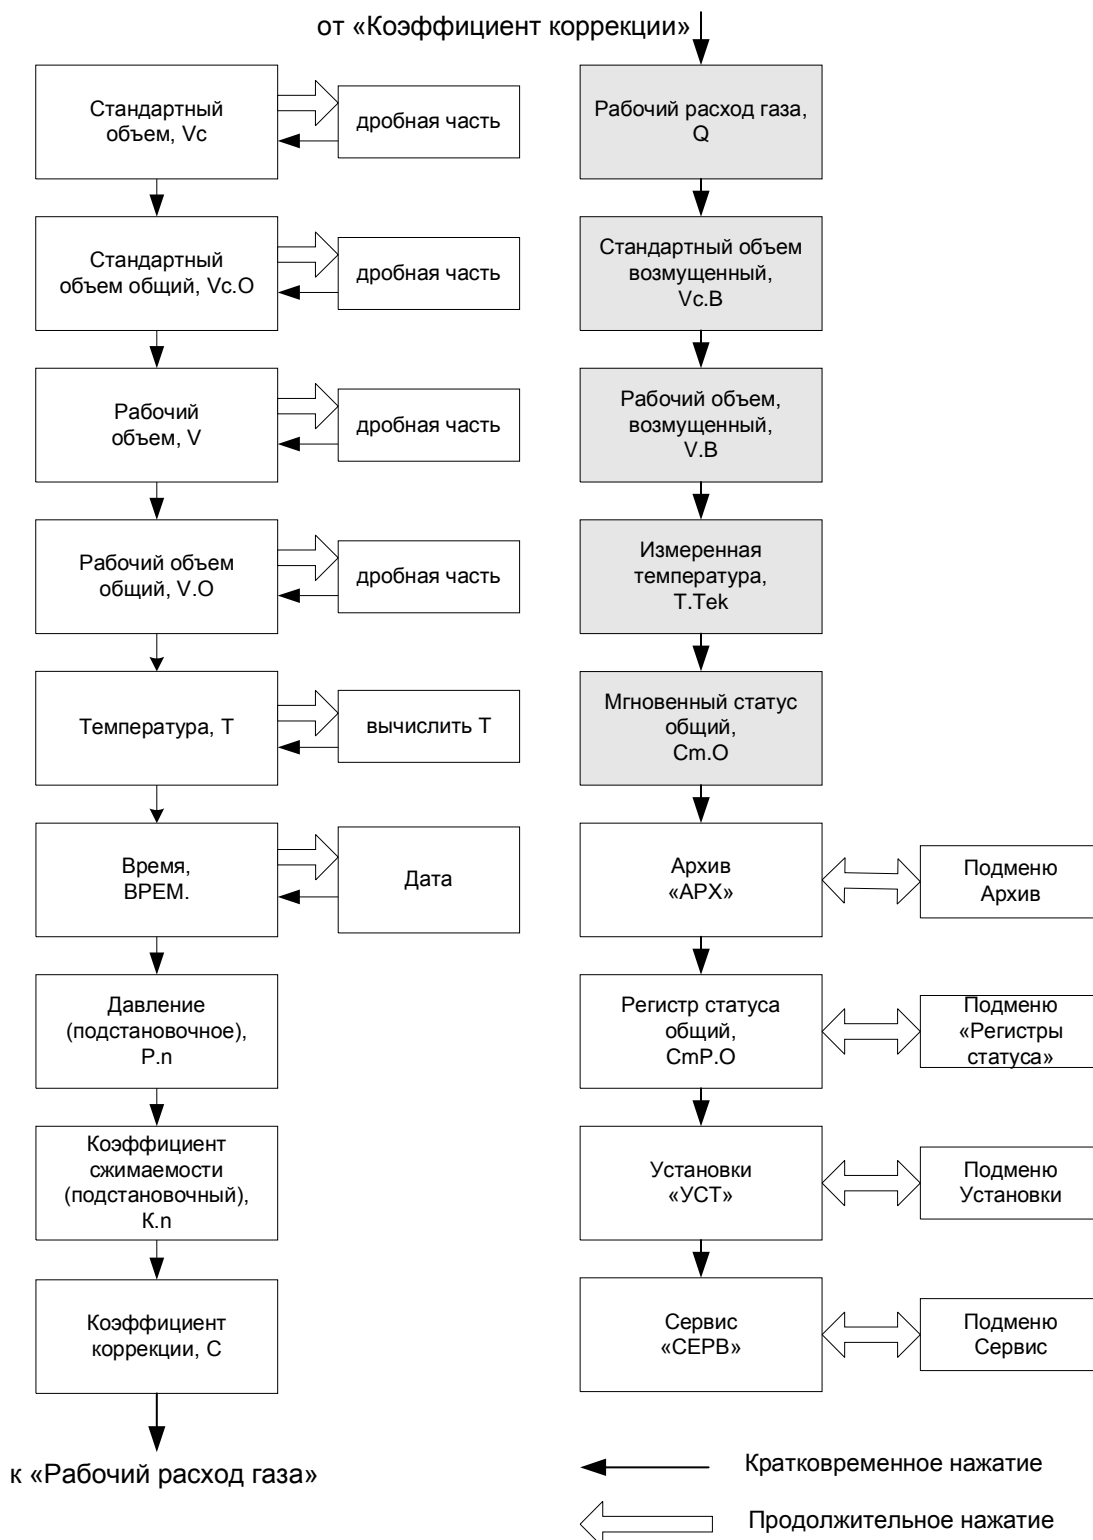 от «Коэффициент коррекции»
Стандартный
объем, Vc
дробная часть
Стандартный
объем общий, Vc.O
дробная часть
Рабочий
объем, V
дробная часть
Рабочий объем
общий, V.O
дробная часть
Температура, T
вычислить T
Время,
ВРЕМ.
Дата
Давление
(подстановочное),
P.n
Коэффициент
сжимаемости
(подстановочный),
К.n
Коэффициент
коррекции, С
к «Рабочий расход газа»
Рабочий расход газа,
Q
Стандартный объем
возмущенный,
Vc.B
Рабочий объем,
возмущенный,
V.B
Измеренная
температура,
T.Tek
Мгновенный статус
общий,
Cm.O
Архив
«АРХ»
Подменю
Архив
Регистр статуса
общий,
CmP.O
Подменю
«Регистры
статуса»
Установки
«УСТ»
Подменю
Установки
Сервис
«СЕРВ»
Подменю
Сервис
Кратковременное нажатие
Продолжительное нажатие